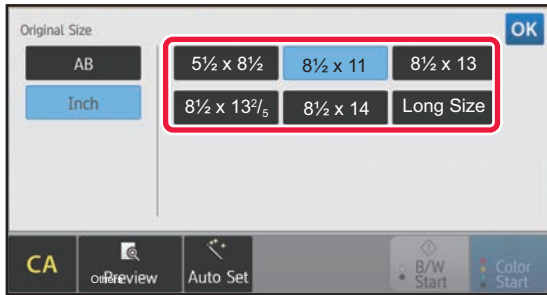 Original Size
OK
AB
5½ x 8½
8½ x 11
8½ x 13
Inch
8½ x 13²/₅
8½ x 14
Long Size
CA
Preview
Others
Auto Set
B/W
Start
Color
Start